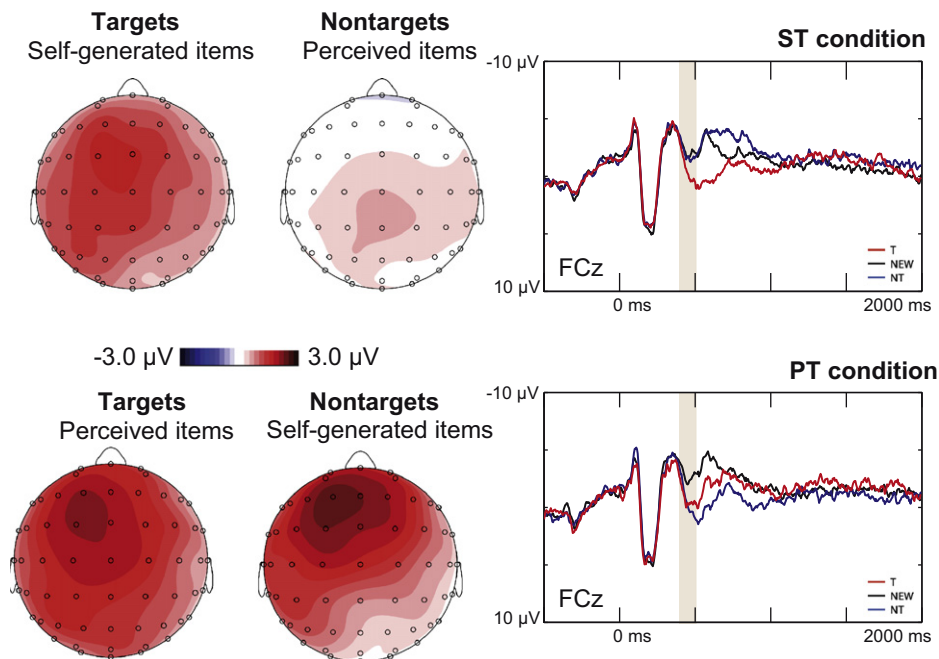 Targets
Self-generated items
Nontargets
Perceived items
ST condition
-10 µV
10 µV
FCz
T
NEW
NT
0 ms
2000 ms
-3.0 µV
3.0 µV
Targets
Perceived items
Nontargets
Self-generated items
PT condition
-10 µV
10 µV
FCz
T
NEW
NT
0 ms
2000 ms